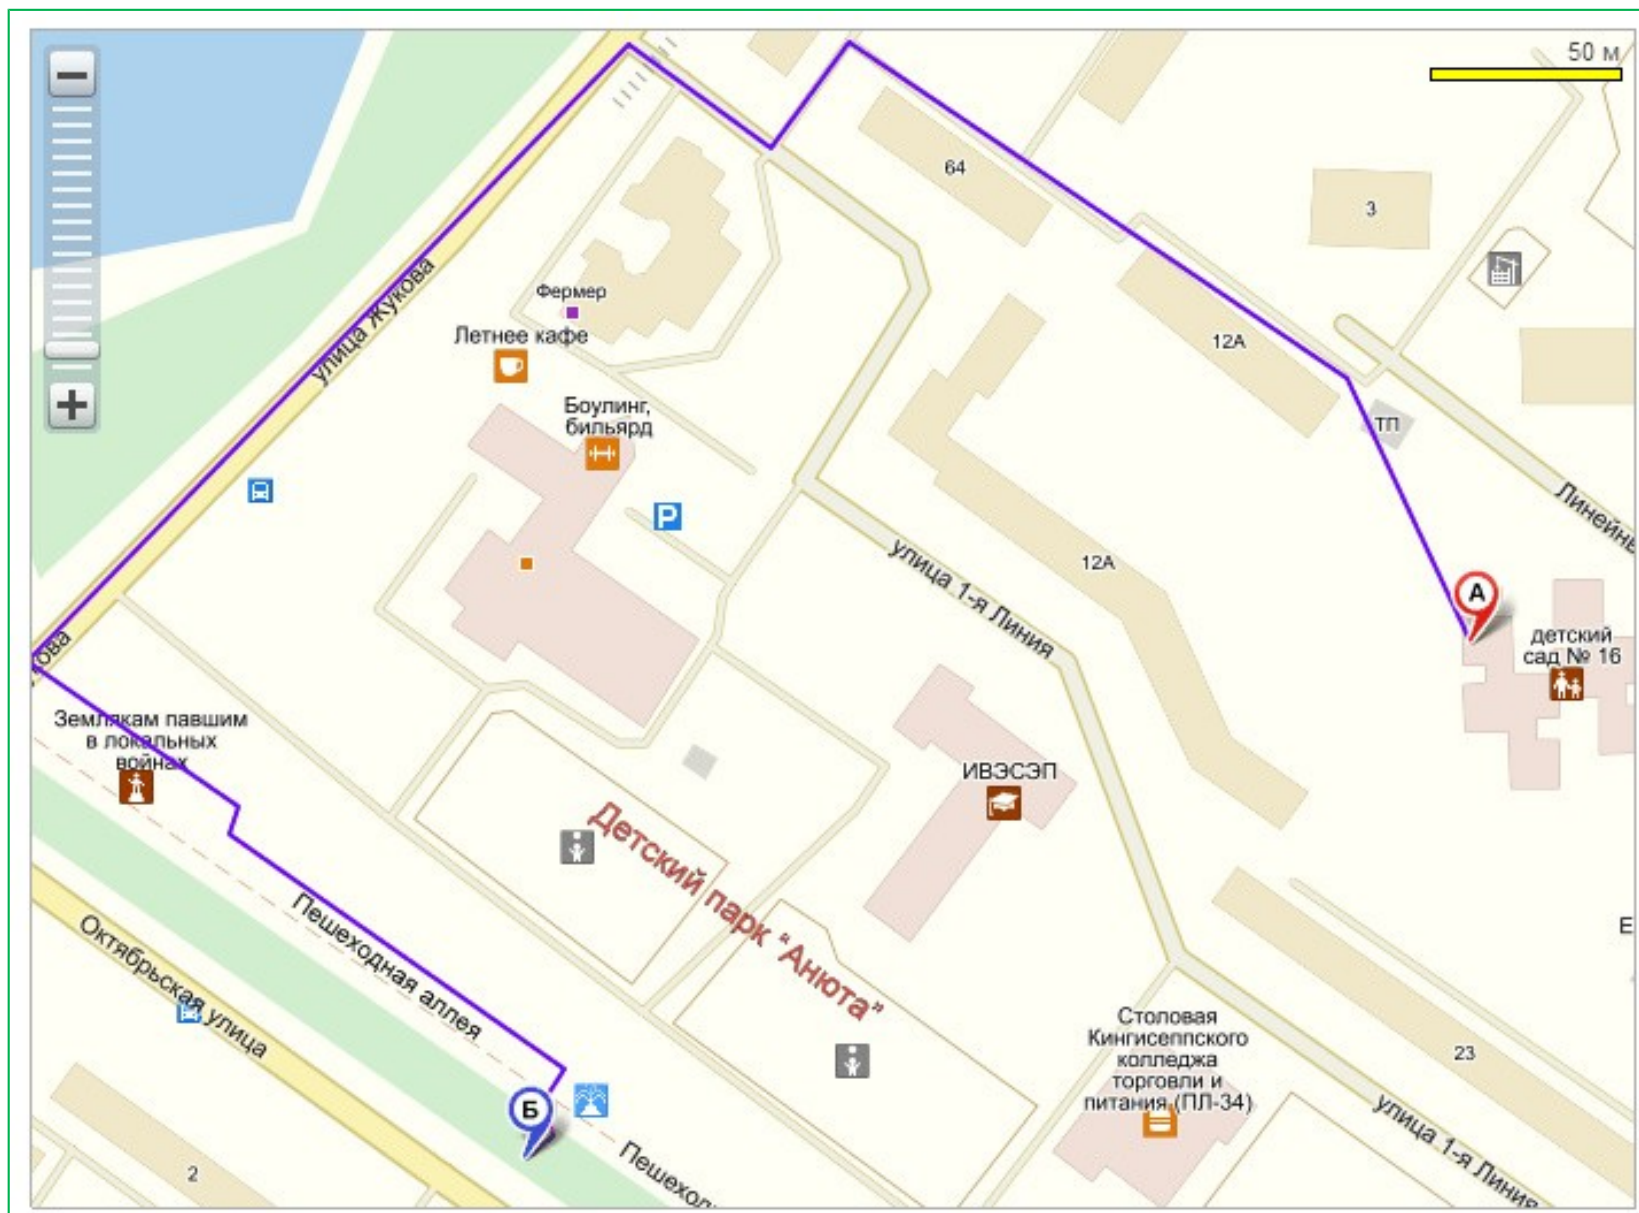 50 м
64
3
улица Жукова
Фермер
Летнее кафе
12А
Боулинг,
бильярд
ТП
P
Линейн
улица 1-я Линия
12А
А
детский
сад № 16
ова
Землякам павшим
в локальных
войнах
ИВЭСЭП
Детский парк "Анюта"
Пешеходная аллея
Октябрьская улица
Е
Столовая
Кингисеппского
колледжа
торговли и
питания (ПЛ-34)
23
Б
улица 1-я Линия
Пешеход
2